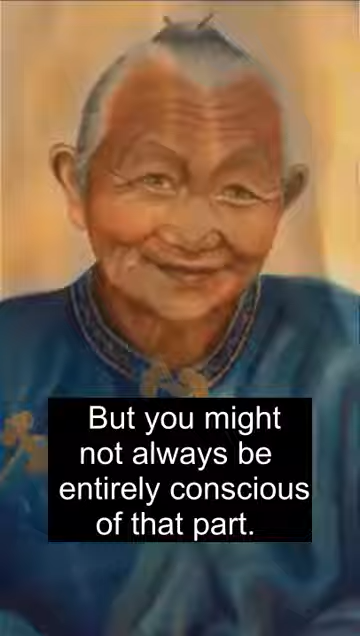 But you might
not always be
entirely conscious
of that part.